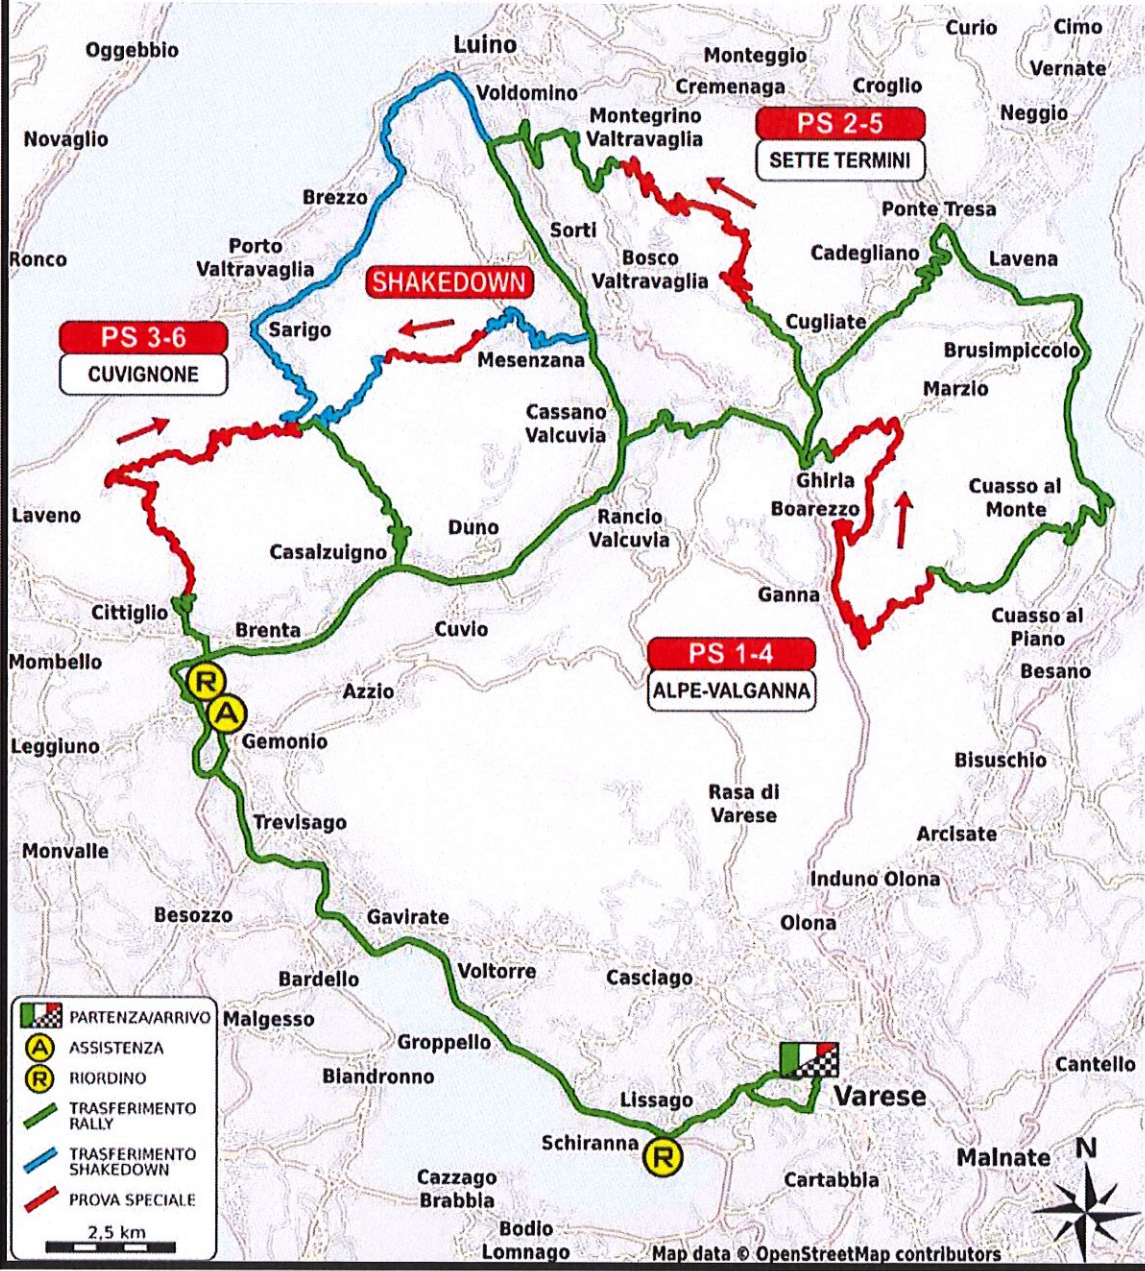 Oggebbio
Luino
Curio
Cimo
Monteggio
Vernate
Cremenaga
Croglio
Voldomino
Neggio
Novaglio
Montegrino
Valtravaglia
PS 2-5
SETTE TERMINI
Brezzo
Ponte Tresa
Sorti
Porto
Valtravaglia
Cadegliano
Lavena
Ronco
Bosco
Valtravaglia
SHAKEDOWN
PS 3-6
CUVIGNONE
Sarigo
Cugliate
Mesenzana
Brusimpiccolo
Marzio
Cassano
Valcuvia
Ghirla
Boarezzo
Cuasso al
Monte
Laveno
Duno
Rancio
Valcuvia
Casalzuigno
Ganna
Cittiglio
Brenta
Cuvio
Cuasso al
Piano
Mombello
PS 1-4
ALPE-VALGANNA
Besano
R
A
Azzio
Leggiuno
Gemonio
Bisuschio
Rasa di
Varese
Trevisago
Arcisate
Monvalle
Induno Olona
Besozzo
Gavirate
Olona
Bardello
Voltorre
Casciago
Malgesso
Groppello
Biandronno
Cantello
Lissago
Varese
Schiranna
R
Malnate
N
Cazzago
Brabbia
Cartabbia
Bodio
Lomnago
PARTENZA/ARRIVO
A ASSISTENZA
R RIORDINO
TRASFERIMENTO
RALLY
TRASFERIMENTO
SHAKEDOWN
PROVA SPECIALE
2,5 km
Map data © OpenStreetMap contributors